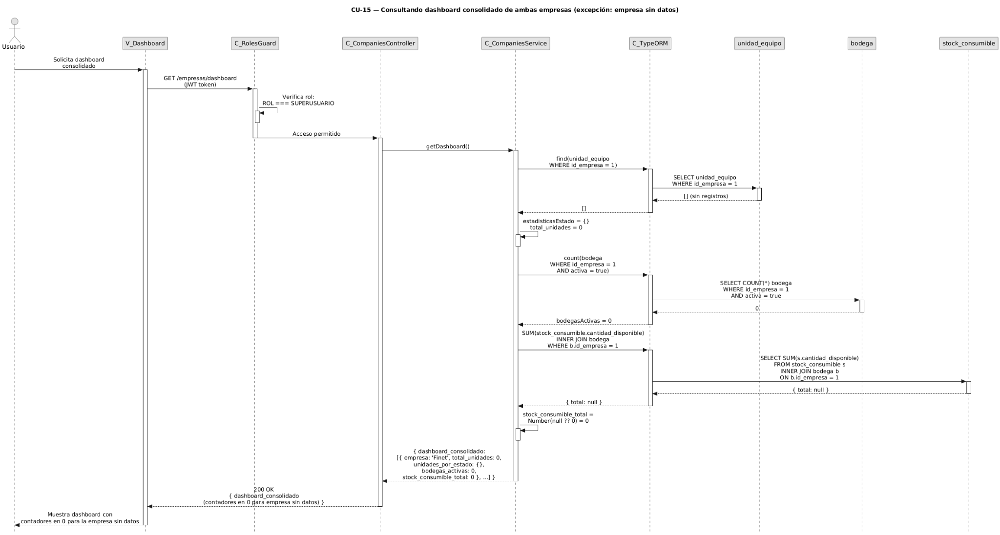 CU-15 — Consultando dashboard consolidado de ambas empresas (excepción: empresa sin datos)
Usuario
V_Dashboard
C_RolesGuard
C_CompaniesController
C_CompaniesService
C_TypeORM
unidad_equipo
bodega
stock_consumible
Solicita dashboard
consolidado
GET /empresas/dashboard
(JWT token)
Verifica rol:
ROL === SUPERUSUARIO
Acceso permitido
getDashboard()
find(unidad_equipo
WHERE id_empresa = 1)
SELECT unidad_equipo
WHERE id_empresa = 1
[] (sin registros)
[]
estadisticasEstado = {}
total_unidades = 0
count(bodega
WHERE id_empresa = 1
AND activa = true)
SELECT COUNT(*) bodega
WHERE id_empresa = 1
AND activa = true
0
bodegasActivas = 0
SUM(stock_consumible.cantidad_disponible)
INNER JOIN bodega
WHERE b.id_empresa = 1
SELECT SUM(s.cantidad_disponible)
FROM stock_consumible s
INNER JOIN bodega b
ON b.id_empresa = 1
{ total: null }
{ total: null }
stock_consumible_total =
Number(null ?? 0) = 0
{ dashboard_consolidado:
[{ empresa: 'Finet', total_unidades: 0,
unidades_por_estado: {},
bodegas_activas: 0,
stock_consumible_total: 0 }, ...] }
200 OK
{ dashboard_consolidado
(contadores en 0 para empresa sin datos) }
Muestra dashboard con
contadores en 0 para la empresa sin datos